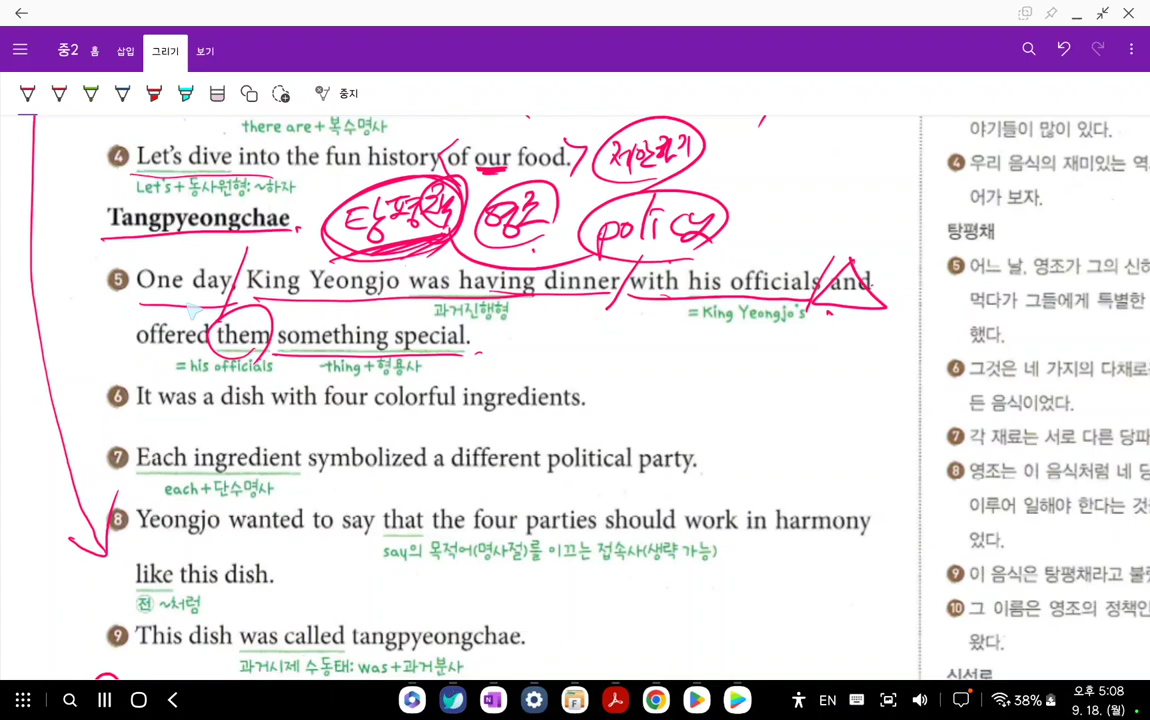 중2 홈 삽입 그리기 보기
중지
there are + 복수명사
④ Let's dive into the fun history of our food. 제안하기
Let's + 동사원형: ~하자
Tangpyeongchae 탕평책 영조 policy
⑤ One day, King Yeongjo was having dinner with his officials and
과거진행형 = King Yeongjo's
offered them something special.
= his officials -thing + 형용사
⑥ It was a dish with four colorful ingredients.
⑦ Each ingredient symbolized a different political party.
each + 단수명사
⑧ Yeongjo wanted to say that the four parties should work in harmony
say의 목적어(명사절)를 이끄는 접속사(생략 가능)
like this dish.
전 ~처럼
⑨ This dish was called tangpyeongchae.
과거시제 수동태: was + 과거분사
야기들이 많이 있다.
④ 우리 음식의 재미있는 역
어가 보자.
탕평채
⑤ 어느 날, 영조가 그의 신하
먹다가 그들에게 특별한
했다.
⑥ 그것은 네 가지의 다채로
든 음식이었다.
⑦ 각 재료는 서로 다른 당파
⑧ 영조는 이 음식처럼 네 당
이루어 일해야 한다는 것
었다.
⑨ 이 음식은 탕평채라고 불
⑩ 그 이름은 영조의 정책인
왔다.
신선로
EN 38% 오후 5:08
9. 18. (월)